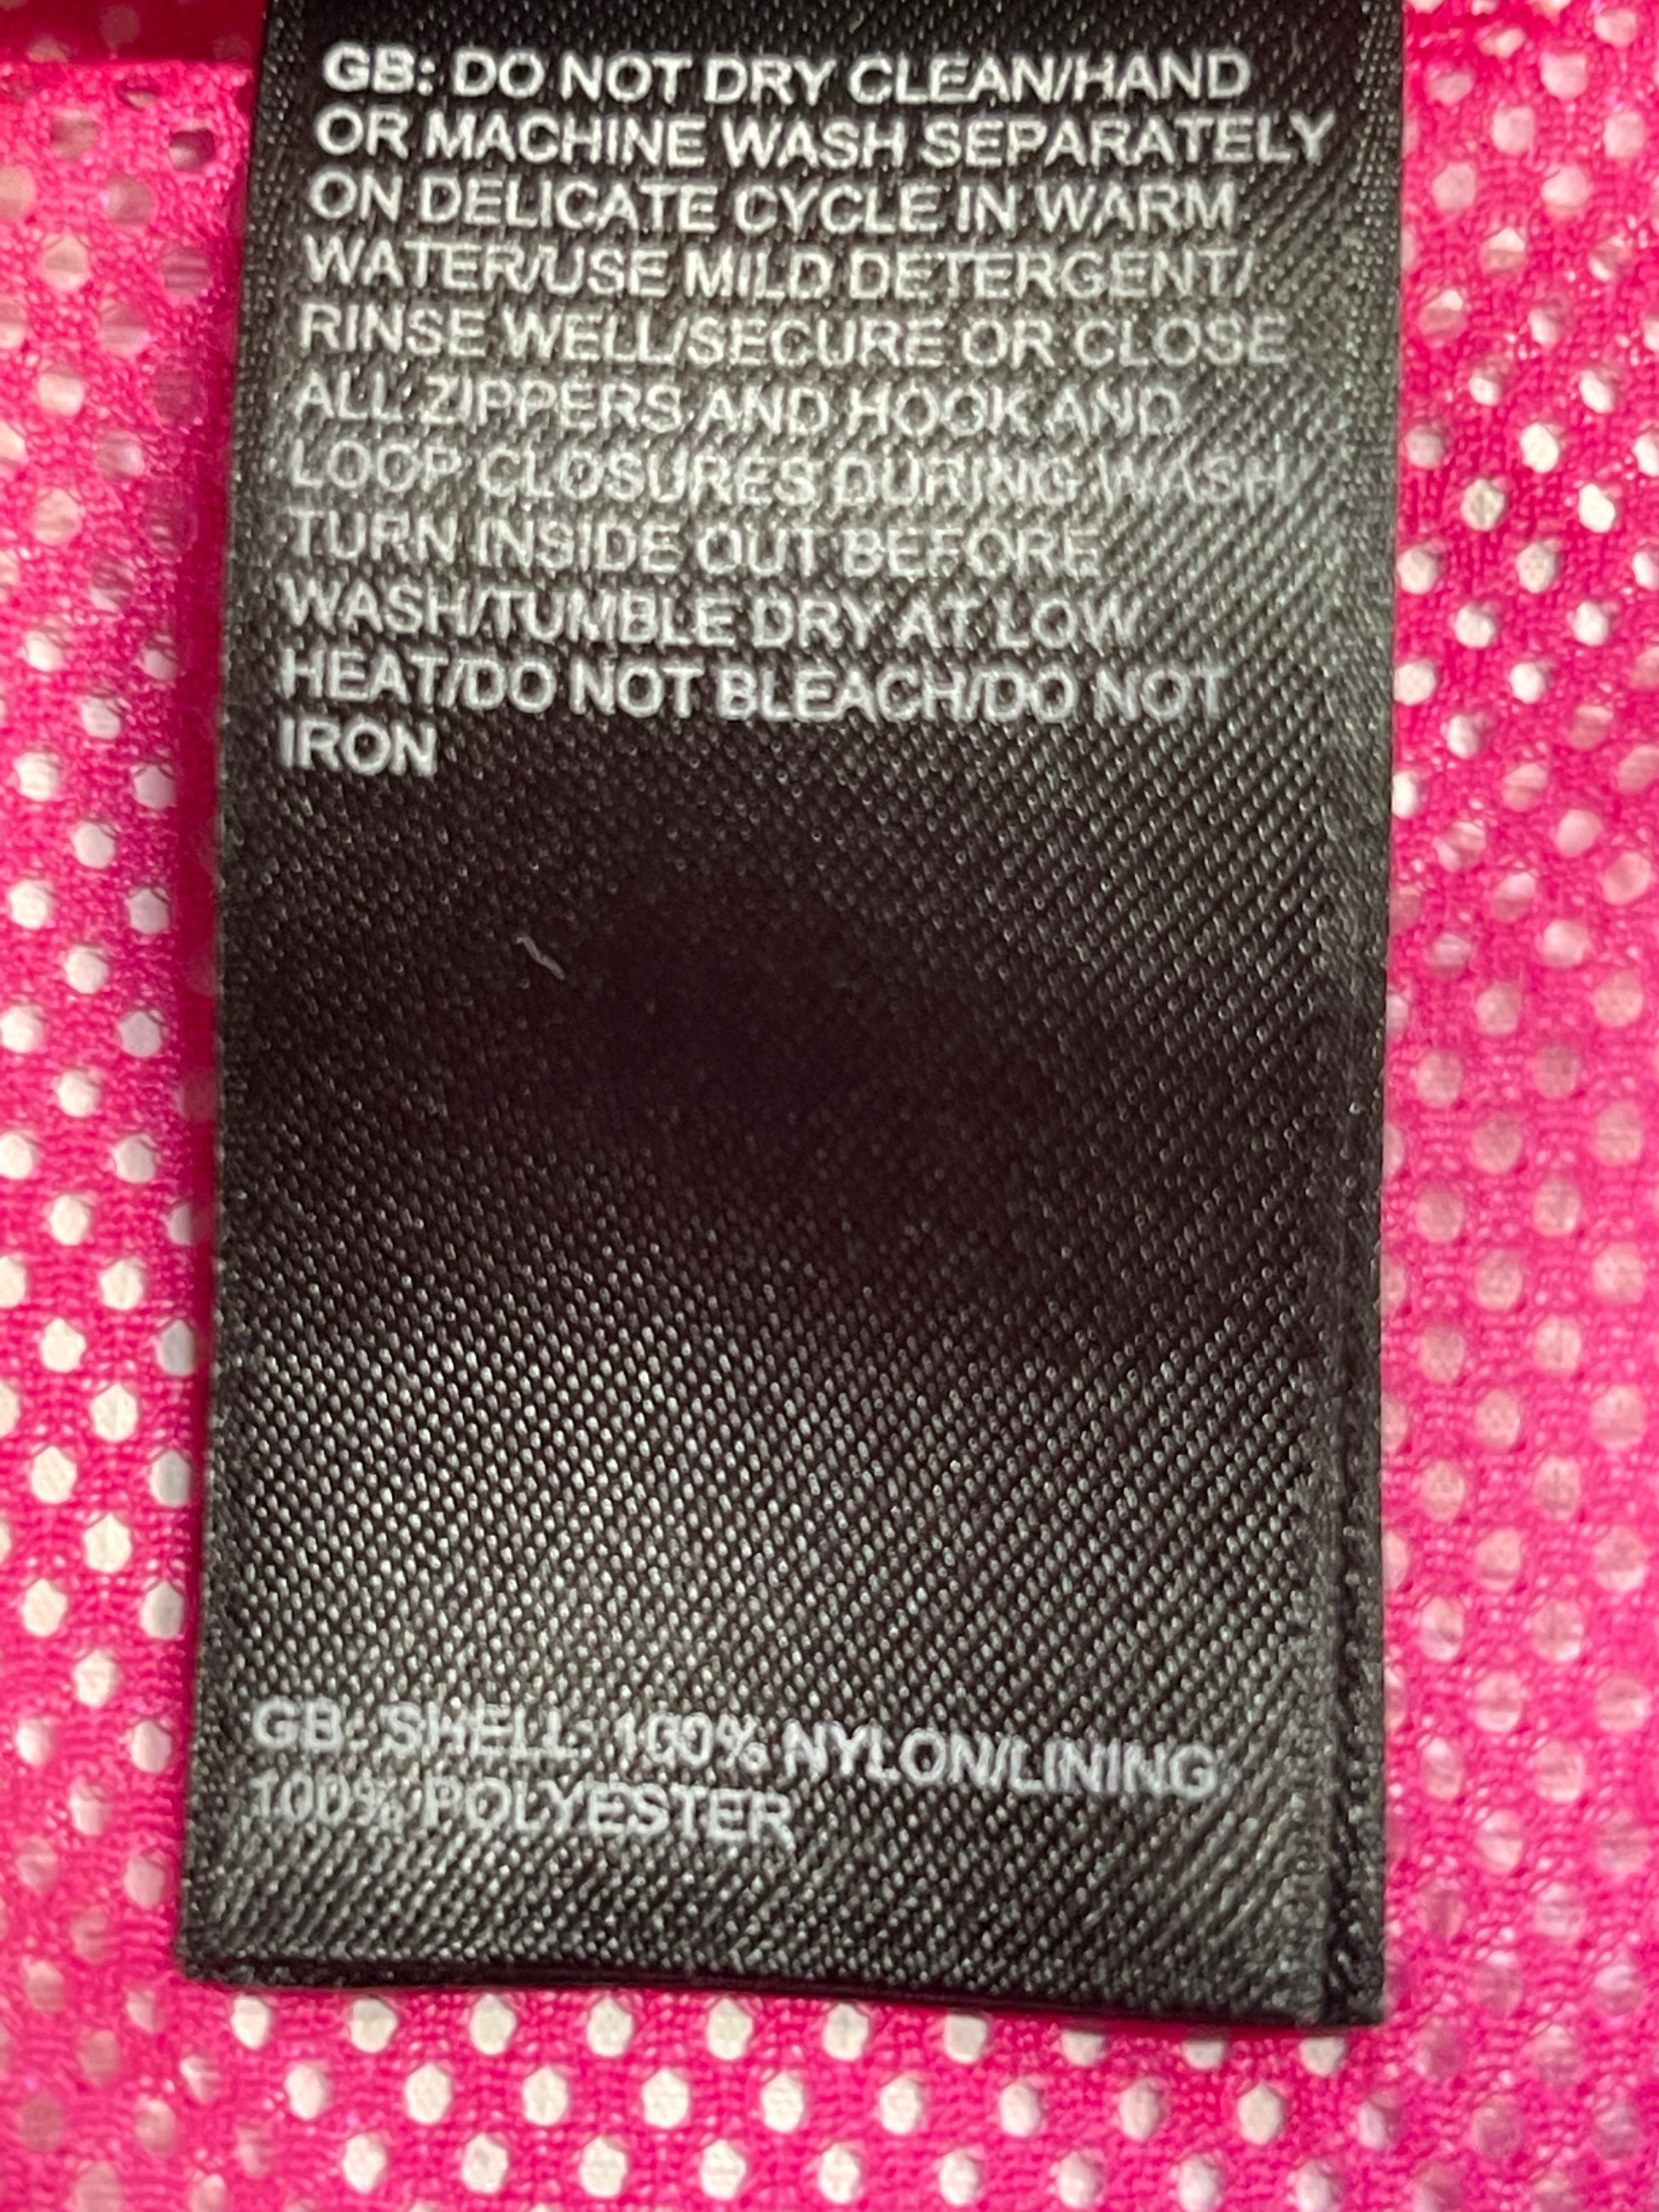 GB: DO NOT DRY CLEAN/HAND
OR MACHINE WASH SEPARATELY
ON DELICATE CYCLE IN WARM
WATER/USE MILD DETERGENT/
RINSE WELL/SECURE OR CLOSE
ALL ZIPPERS AND HOOK AND
LOOP CLOSURES DURING WASH/
TURN INSIDE OUT BEFORE
WASH/TUMBLE DRY AT LOW
HEAT/DO NOT BLEACH/DO NOT
IRON
GB: SHELL: 100% NYLON/LINING:
100% POLYESTER